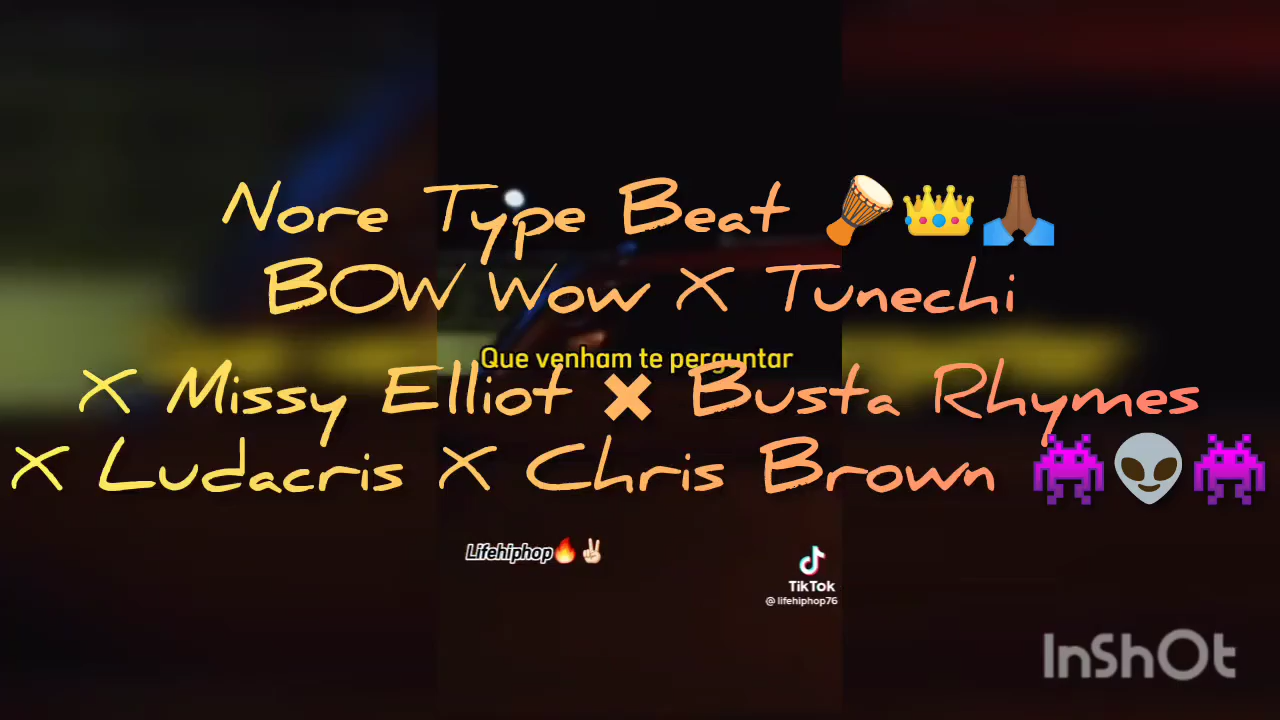 Nore Type Beat 🪘👑🙏🏾
BOW Wow X Tunechi
Que venham te perguntar
X Missy Elliot ✖ Busta Rhymes
X Ludacris X Chris Brown 👾👽👾
Lifehiphop🔥✌🏻
TikTok
@lifehiphop76
InShOt